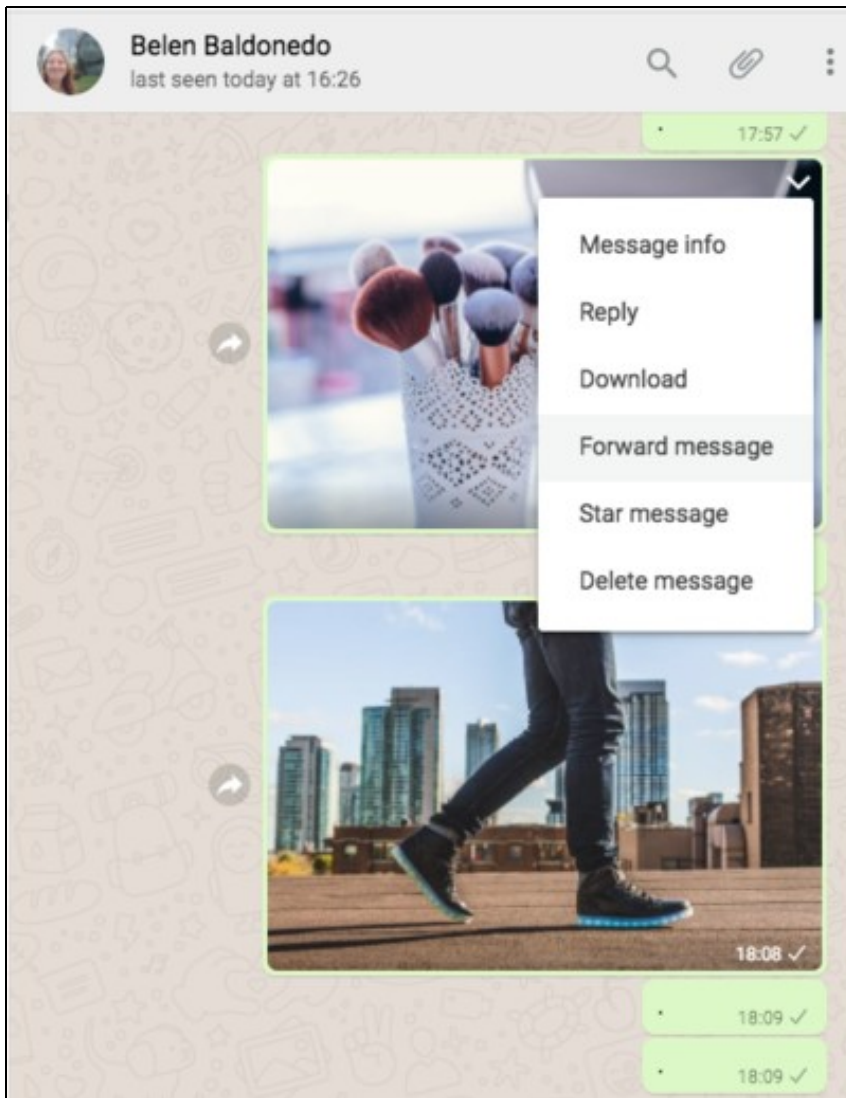 Belen Baldonedo
last seen today at 16:26
. 17:57
Message info
Reply
Download
Forward message
Star message
Delete message
18:08
. 18:09
. 18:09